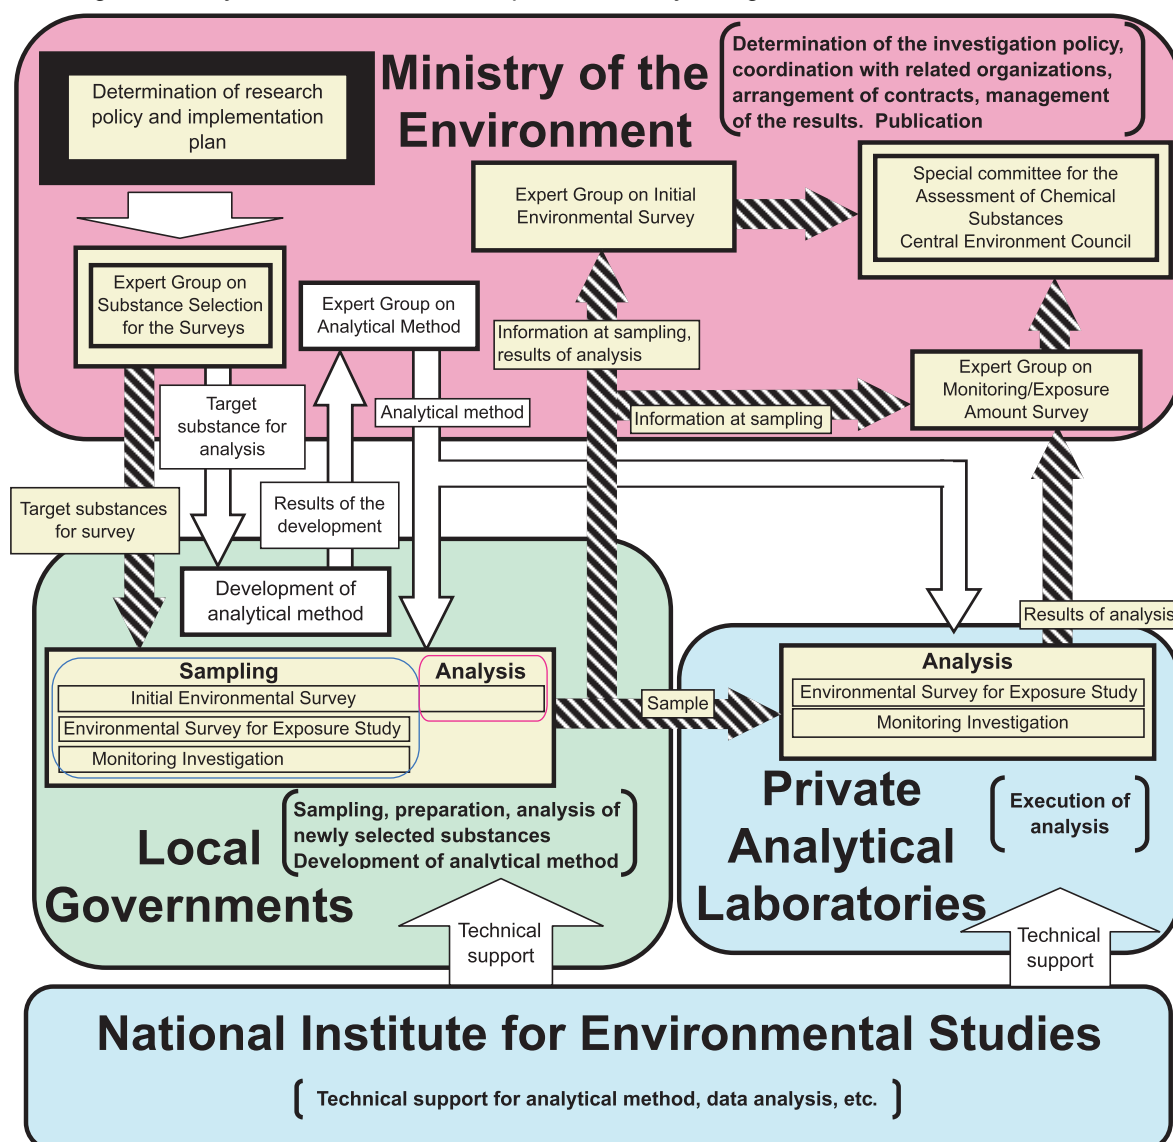 Ministry of the
Environment
Determination of the investigation policy,
coordination with related organizations,
arrangement of contracts, management
of the results.  Publication
Determination of research
policy and implementation
plan
Expert Group on Initial
Environmental Survey
Special committee for the
Assessment of Chemical
Substances
Central Environment Council
Expert Group on
Substance Selection
for the Surveys
Expert Group on
Analytical Method
Information at sampling,
results of analysis
Expert Group on
Monitoring/Exposure
Amount Survey
Target
substance for
analysis
Analytical method
Information at sampling
Target substances
for survey
Results of the
development
Development of
analytical method
Results of analysis
Sampling
Analysis
Initial Environmental Survey
Environmental Survey for Exposure Study
Monitoring Investigation
Sample
Analysis
Environmental Survey for Exposure Study
Monitoring Investigation
Local
Governments
Sampling, preparation, analysis of
newly selected substances
Development of analytical method
Private
Analytical
Laboratories
Execution of
analysis
Technical
support
Technical
support
National Institute for Environmental Studies
Technical support for analytical method, data analysis, etc.